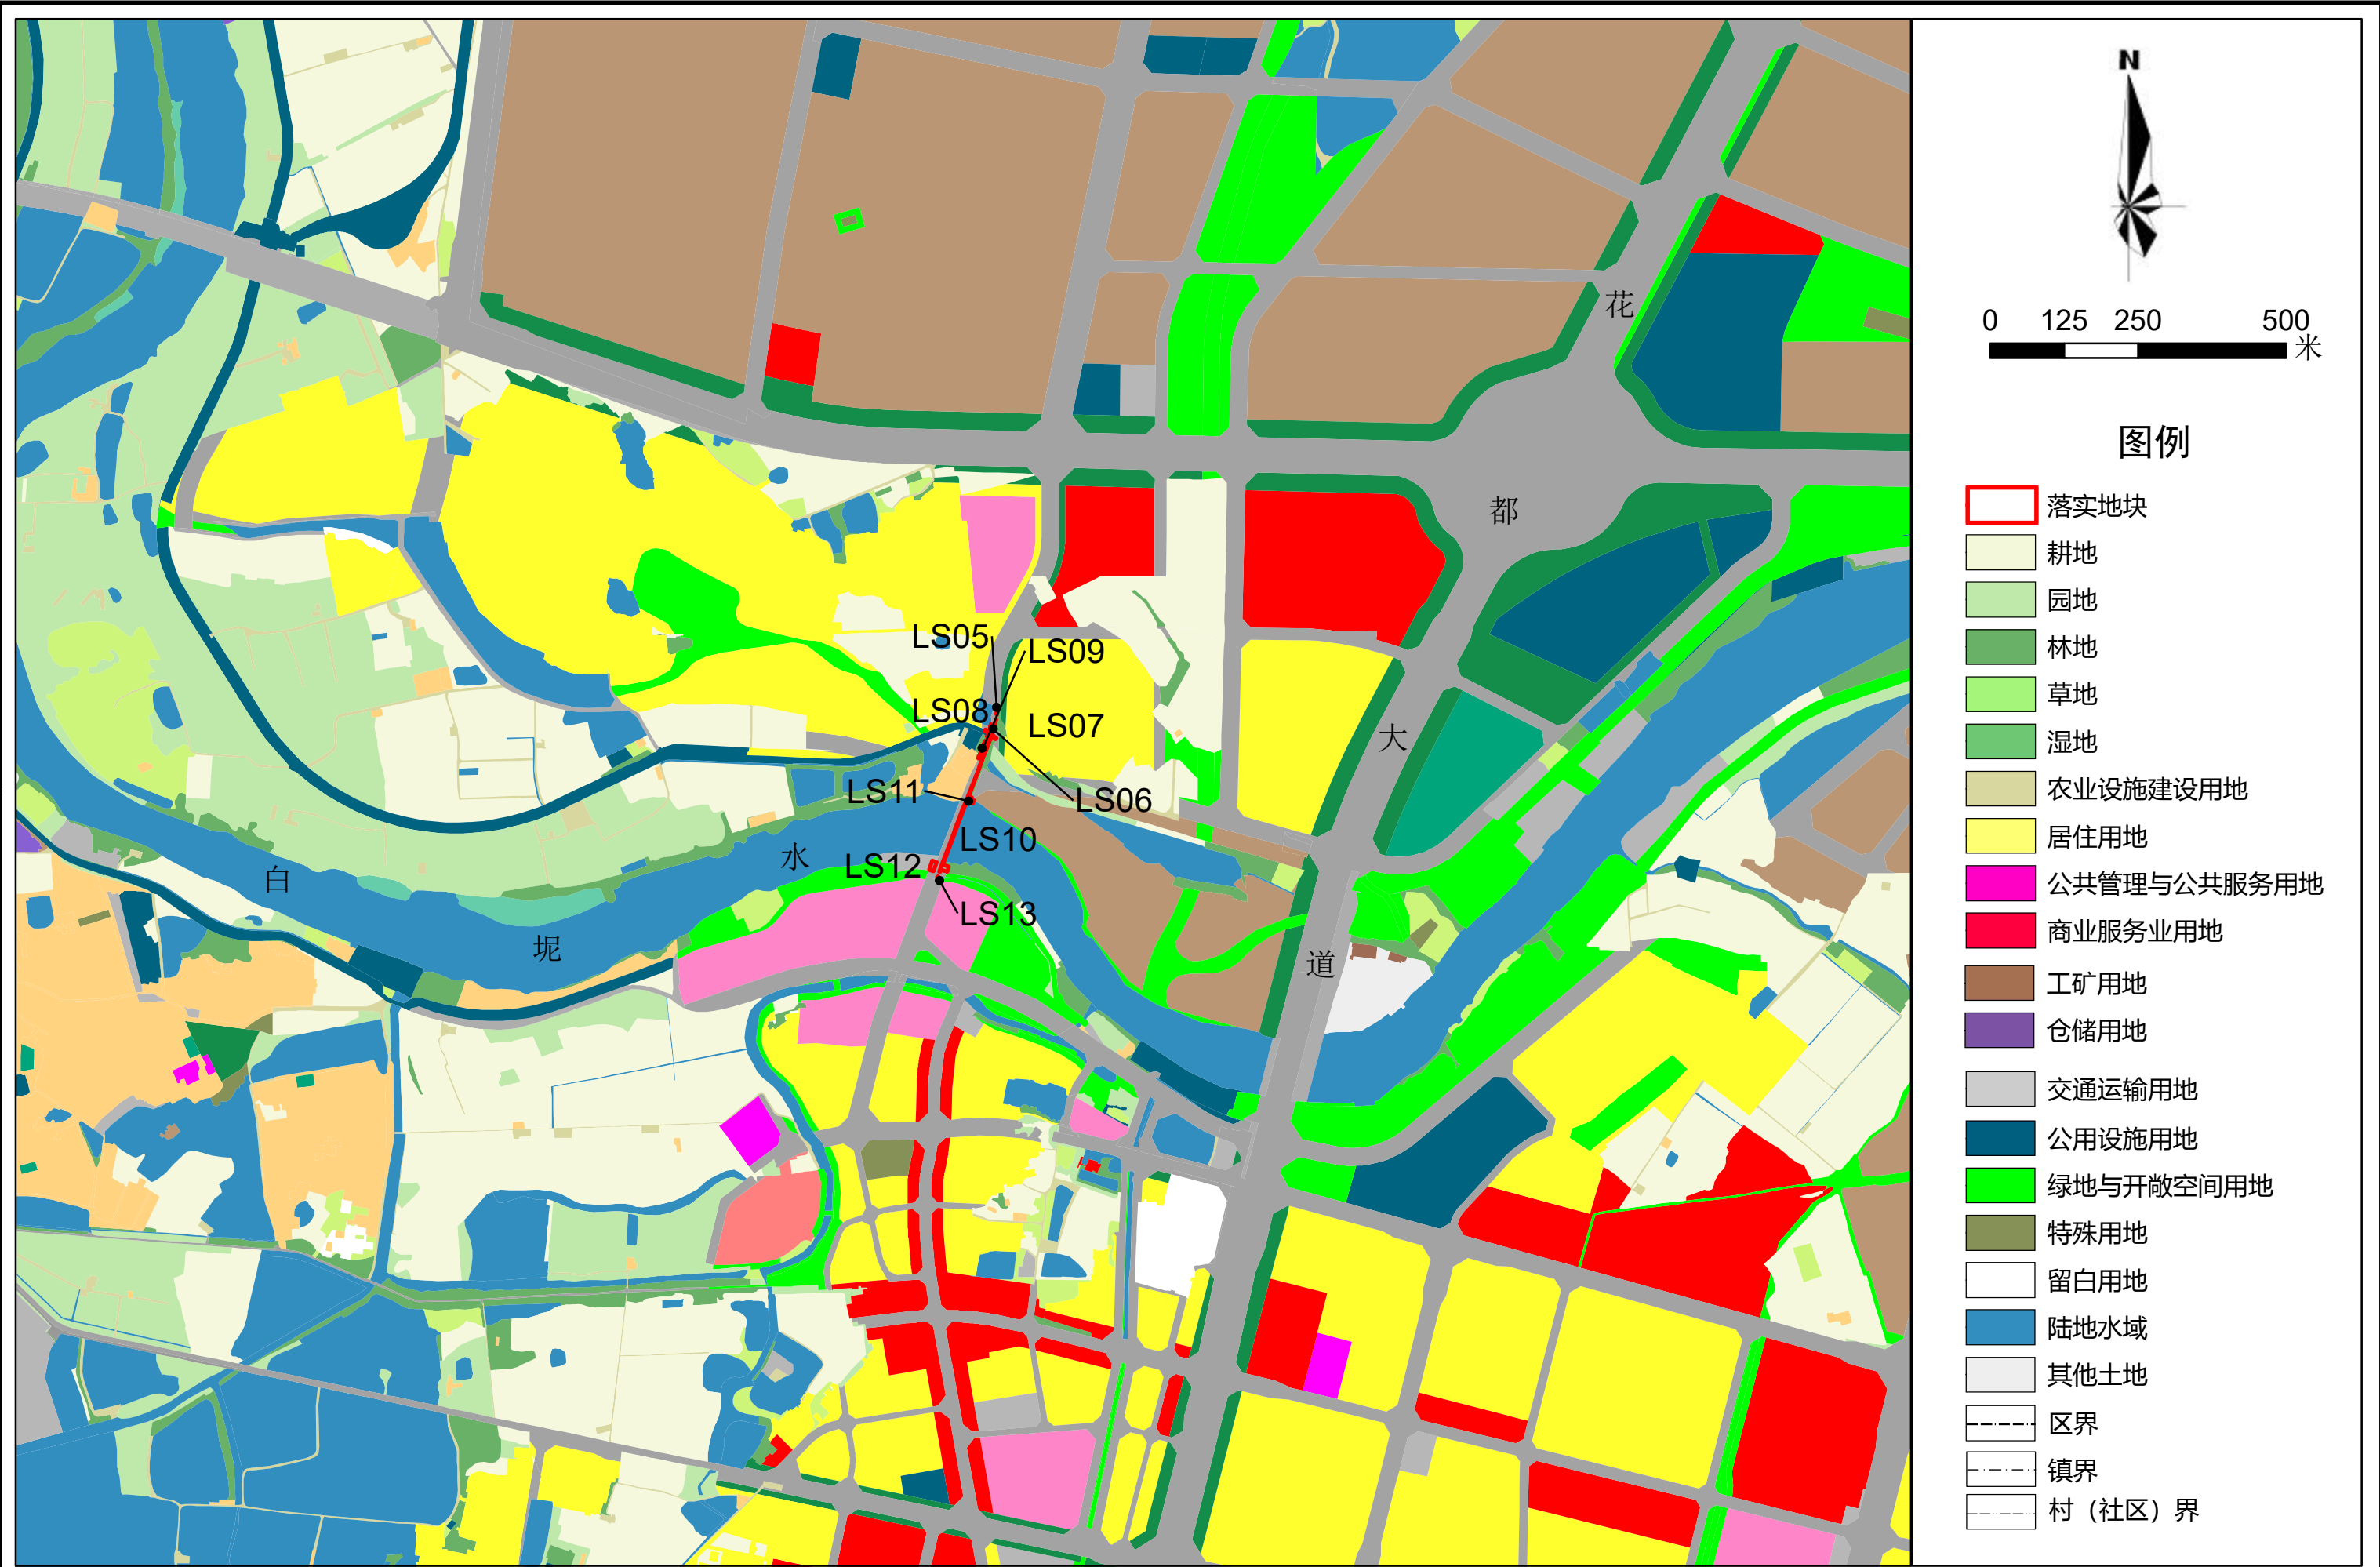 N
0 125 250 500
米
图例
落实地块
耕地
园地
林地
草地
湿地
农业设施建设用地
居住用地
公共管理与公共服务用地
商业服务业用地
工矿用地
仓储用地
交通运输用地
公用设施用地
绿地与开敞空间用地
特殊用地
留白用地
陆地水域
其他土地
区界
镇界
村（社区）界
花
都
大
道
白
坭
水
LS05
LS09
LS08
LS07
LS11
LS06
LS10
LS12
LS13